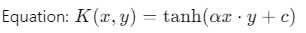 Equation: K(x, y) = tanh(αx · y + c)